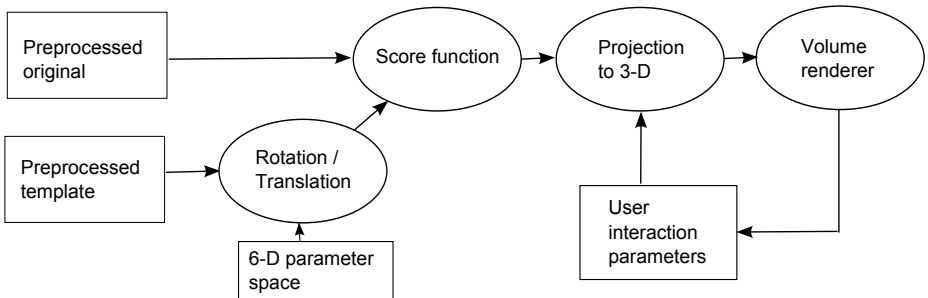 Preprocessed
original
Score function
Projection
to 3-D
Volume
renderer
Preprocessed
template
Rotation /
Translation
6-D parameter
space
User
interaction
parameters